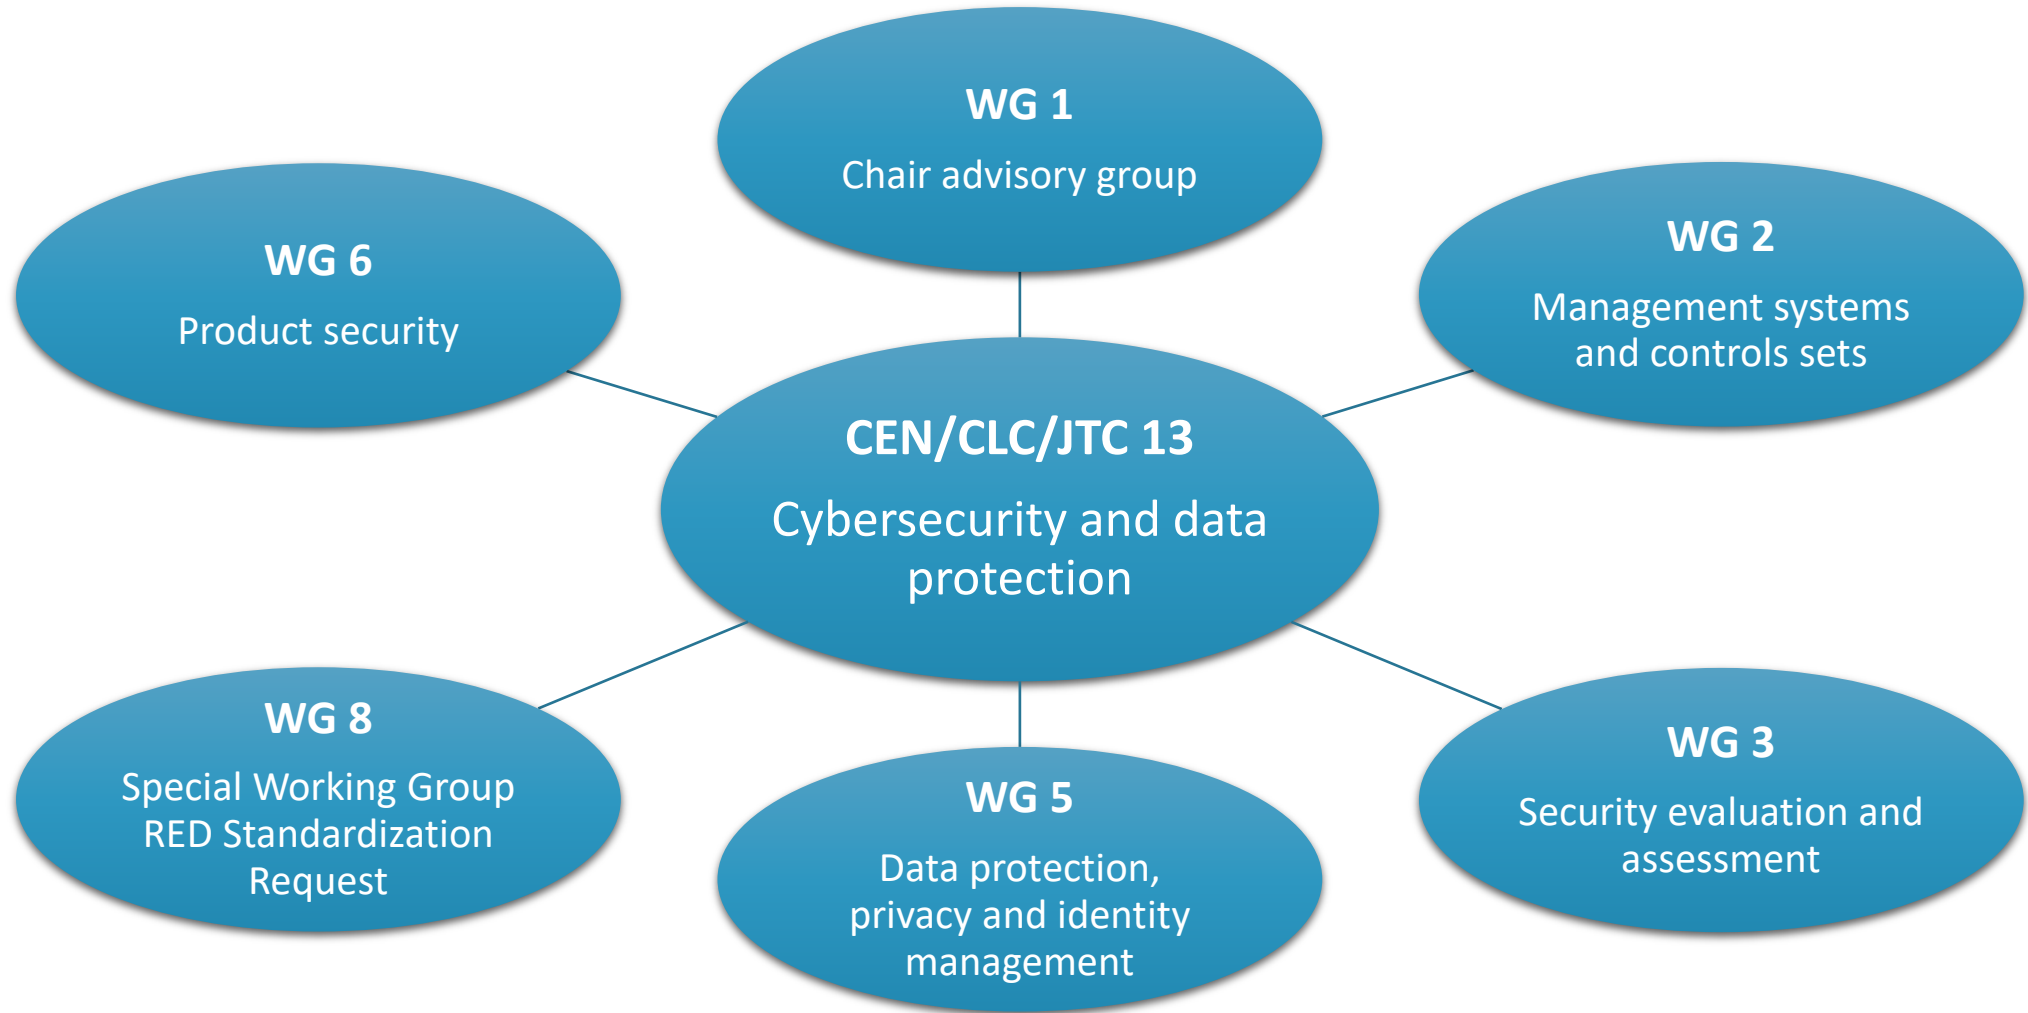 WG 1
Chair advisory group
WG 6
Product security
WG 2
Management systems
and controls sets
CEN/CLC/JTC 13
Cybersecurity and data
protection
WG 8
Special Working Group
RED Standardization
Request
WG 5
Data protection,
privacy and identity
management
WG 3
Security evaluation and
assessment